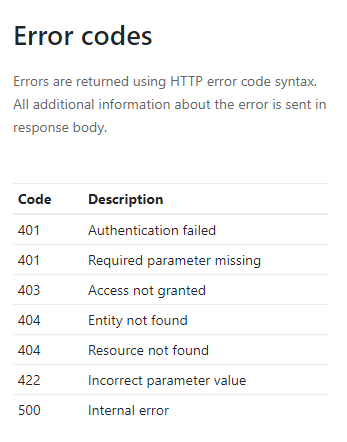 Error codes
Errors are returned using HTTP error code syntax.
All additional information about the error is sent in
response body.
Code Description
401 Authentication failed
401 Required parameter missing
403 Access not granted
404 Entity not found
404 Resource not found
422 Incorrect parameter value
500 Internal error